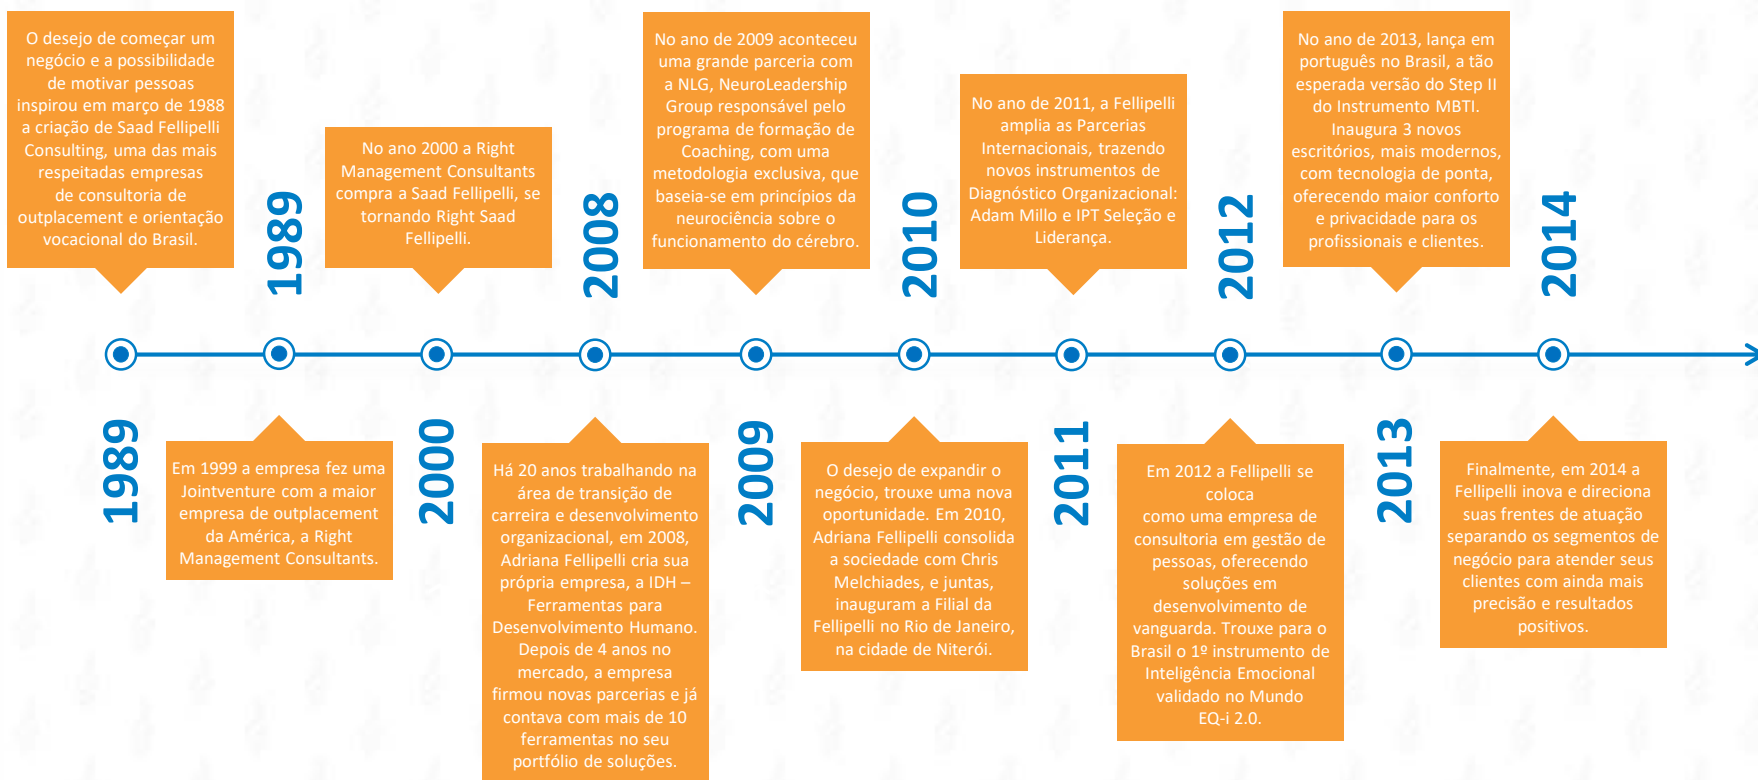 O desejo de começar um
negócio e a possibilidade
de motivar pessoas
inspirou em março de 1988
a criação de Saad Fellipelli
Consulting, uma das mais
respeitadas empresas
de consultoria de
outplacement e orientação
vocacional do Brasil.
1989
1989
Em 1999 a empresa fez uma
Jointventure com a maior
empresa de outplacement
da América, a Right
Management Consultants.
No ano 2000 a Right
Management Consultants
compra a Saad Fellipelli, se
tornando Right Saad
Fellipelli.
2000
2008
Há 20 anos trabalhando na
área de transição de
carreira e desenvolvimento
organizacional, em 2008,
Adriana Fellipelli cria sua
própria empresa, a IDH –
Ferramentas para
Desenvolvimento Humano.
Depois de 4 anos no
mercado, a empresa
firmou novas parcerias e já
contava com mais de 10
ferramentas no seu
portfólio de soluções.
No ano de 2009 aconteceu
uma grande parceria com
a NLG, NeuroLeadership
Group responsável pelo
programa de formação de
Coaching, com uma
metodologia exclusiva, que
baseia-se em princípios da
neurociência sobre o
funcionamento do cérebro.
2009
2010
O desejo de expandir o
negócio, trouxe uma nova
oportunidade. Em 2010,
Adriana Fellipelli consolida
a sociedade com Chris
Melchiades, e juntas,
inauguram a Filial da
Fellipelli no Rio de Janeiro,
na cidade de Niterói.
No ano de 2011, a Fellipelli
amplia as Parcerias
Internacionais, trazendo
novos instrumentos de
Diagnóstico Organizacional:
Adam Millo e IPT Seleção e
Liderança.
2011
2012
Em 2012 a Fellipelli se
coloca
como uma empresa de
consultoria em gestão de
pessoas, oferecendo
soluções em
desenvolvimento de
vanguarda. Trouxe para o
Brasil o 1º instrumento de
Inteligência Emocional
validado no Mundo
EQ-i 2.0.
No ano de 2013, lança em
português no Brasil, a tão
esperada versão do Step II
do Instrumento MBTI.
Inaugura 3 novos
escritórios, mais modernos,
com tecnologia de ponta,
oferecendo maior conforto
e privacidade para os
profissionais e clientes.
2013
2014
Finalmente, em 2014 a
Fellipelli inova e direciona
suas frentes de atuação
separando os segmentos de
negócio para atender seus
clientes com ainda mais
precisão e resultados
positivos.